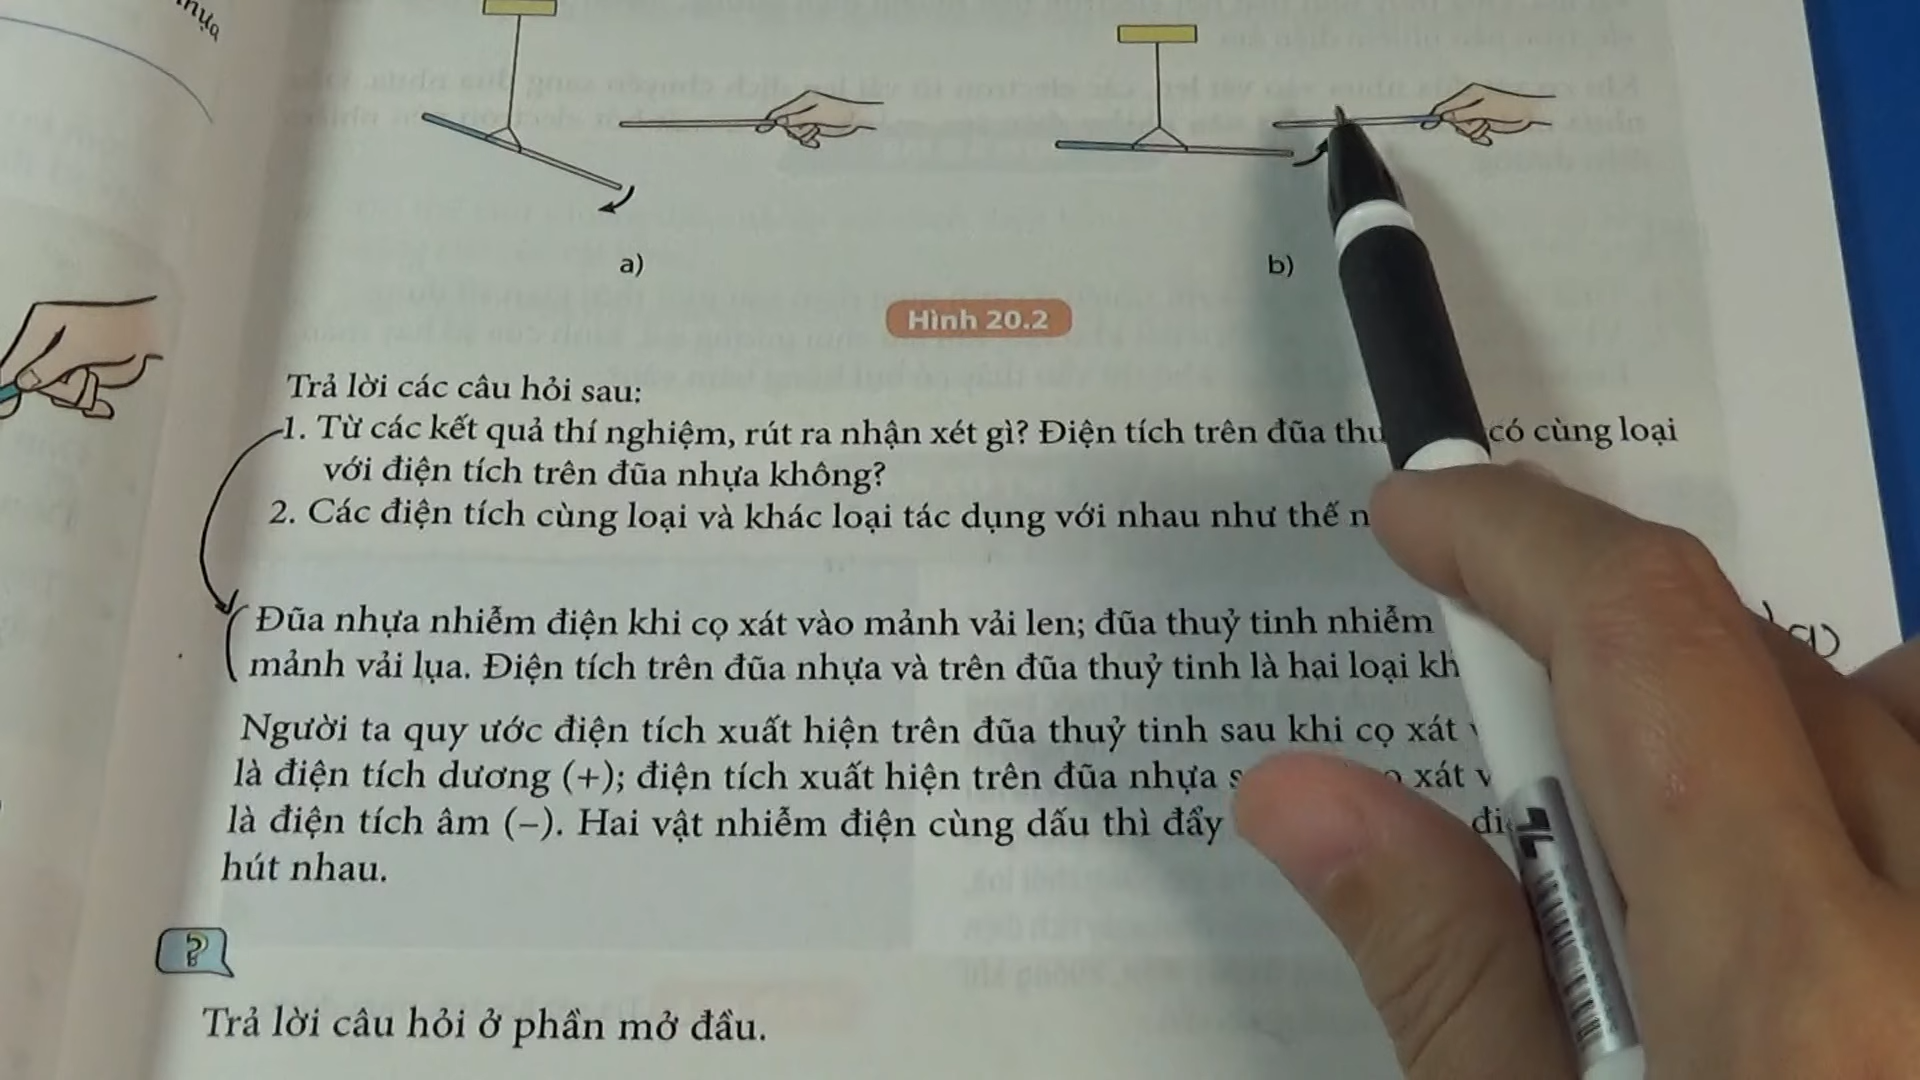 a)
b)
Hình 20.2
Trả lời các câu hỏi sau:
1. Từ các kết quả thí nghiệm, rút ra nhận xét gì? Điện tích trên đũa có cùng loại
với điện tích trên đũa nhựa không?
2. Các điện tích cùng loại và khác loại tác dụng với nhau như thế
Đũa nhựa nhiễm điện khi cọ xát vào mảnh vải len; đũa thuỷ tinh nhiễm
mảnh vải lụa. Điện tích trên đũa nhựa và trên đũa thuỷ tinh là hai loại
Người ta quy ước điện tích xuất hiện trên đũa thuỷ tinh sau khi cọ xát
là điện tích dương (+); điện tích xuất hiện trên đũa nhựa xát
là điện tích âm (–). Hai vật nhiễm điện cùng dấu thì đẩy
hút nhau.
?
Trả lời câu hỏi ở phần mở đầu.